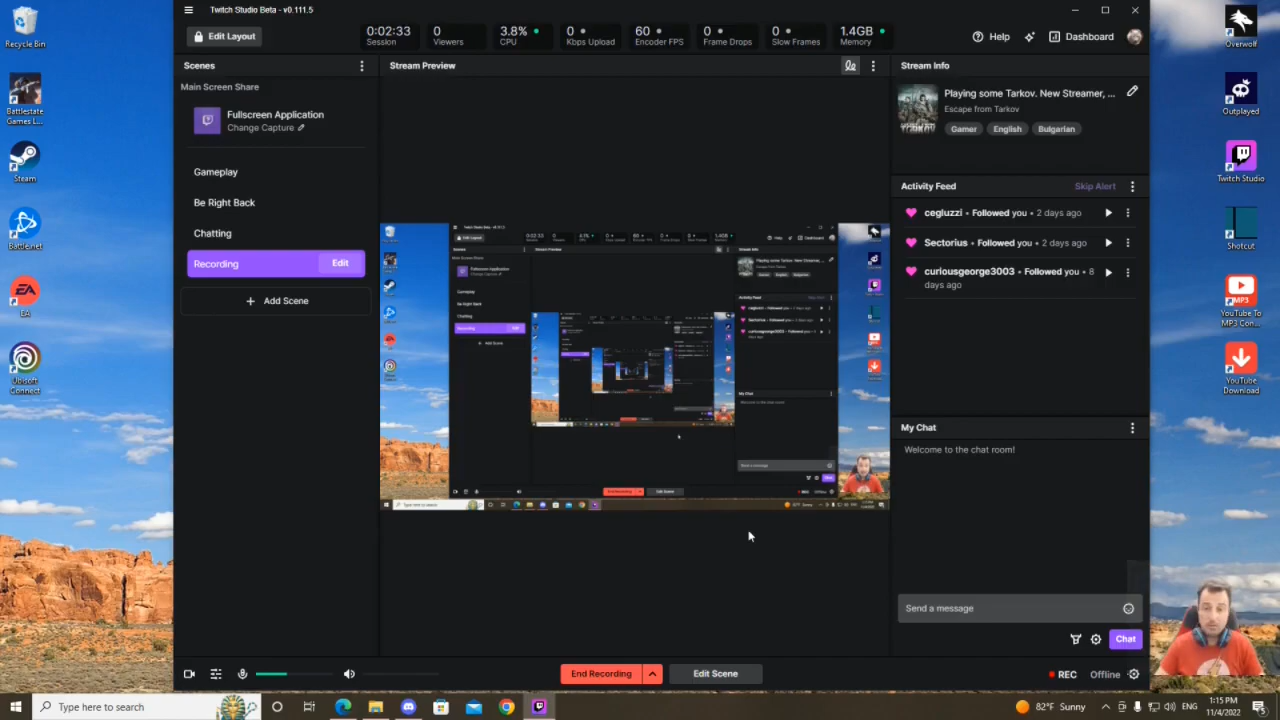 Twitch Studio Beta - v0.111.5
Edit Layout
0:02:33
Session
0
Viewers
3.8%
CPU
0
Kbps Upload
60
Encoder FPS
0
Frame Drops
0
Slow Frames
1.4GB
Memory
Help
Dashboard
Scenes
Main Screen Share
Fullscreen Application
Change Capture
Gameplay
Be Right Back
Chatting
Recording
Edit
Add Scene
Stream Preview
End Recording
Edit Scene
Stream Info
Playing some Tarkov. New Streamer, ...
Escape from Tarkov
Gamer
English
Bulgarian
Activity Feed
Skip Alert
cegluzzi • Followed you • 2 days ago
Sectorius • Followed you • 2 days ago
curiousgeorge3003 • Followed you • 8
days ago
My Chat
Welcome to the chat room!
Send a message
Chat
REC
Offline
Recycle Bin
Battlestate
Games L...
Steam
Battle.net
EA
Ubisoft
Connect
Overwolf
Outplayed
Twitch Studio
Shotcut
MP3
YouTube To
MP3 Con...
YouTube
Download
Type here to search
82°F Sunny
ENG
1:15 PM
11/4/2022
5